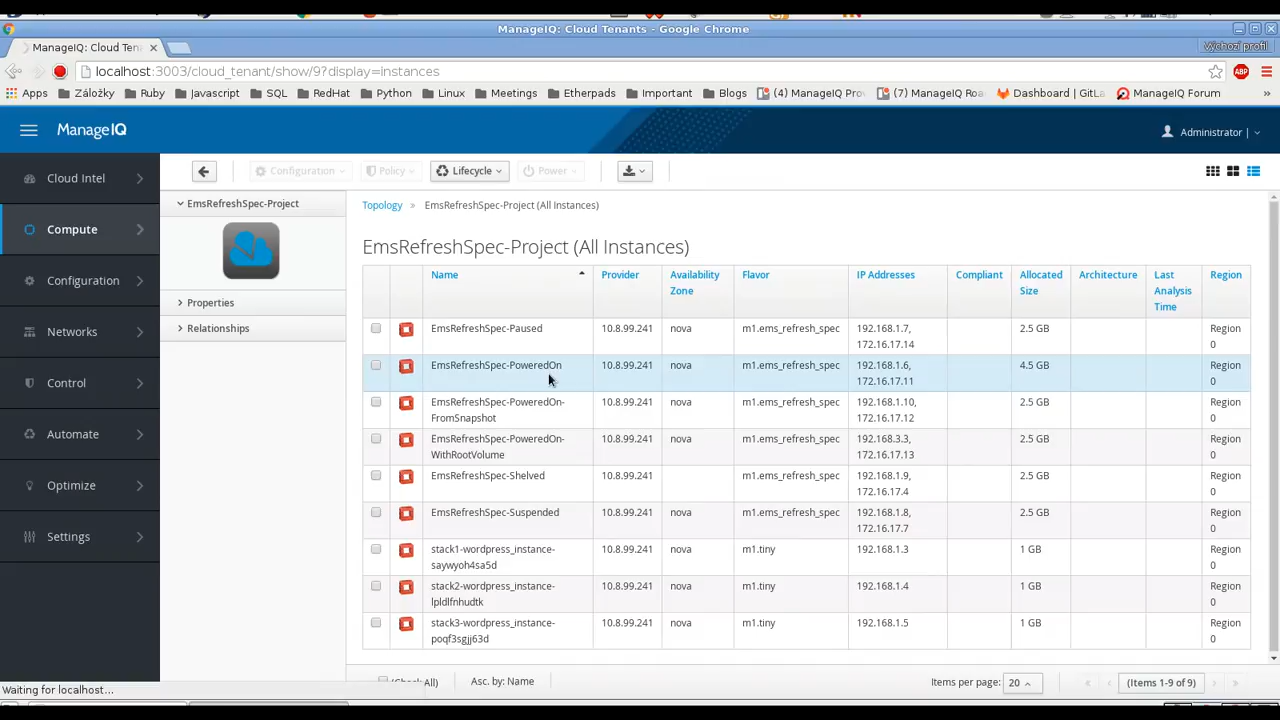 ManageIQ: Cloud Tenants - Google Chrome
ManageIQ: Cloud Ten
Výchozí profil
localhost:3003/cloud_tenant/show/9?display=instances
ABP
Apps Záložky Ruby Javascript SQL RedHat Python Linux Meetings Etherpads Important Blogs (4) ManageIQ Pro (7) ManageIQ Roa Dashboard | GitLa ManageIQ Forum »
ManageIQ
Administrator |
Cloud Intel
Compute
Configuration
Networks
Control
Automate
Optimize
Settings
Configuration Policy Lifecycle Power
EmsRefreshSpec-Project
Properties
Relationships
Topology » EmsRefreshSpec-Project (All Instances)
EmsRefreshSpec-Project (All Instances)
Name Provider Availability Zone Flavor IP Addresses Compliant Allocated Size Architecture Last Analysis Time Region
EmsRefreshSpec-Paused 10.8.99.241 nova m1.ems_refresh_spec 192.168.1.7, 172.16.17.14 2.5 GB Region 0
EmsRefreshSpec-PoweredOn 10.8.99.241 nova m1.ems_refresh_spec 192.168.1.6, 172.16.17.11 4.5 GB Region 0
EmsRefreshSpec-PoweredOn-FromSnapshot 10.8.99.241 nova m1.ems_refresh_spec 192.168.1.10, 172.16.17.12 2.5 GB Region 0
EmsRefreshSpec-PoweredOn-WithRootVolume 10.8.99.241 nova m1.ems_refresh_spec 192.168.3.3, 172.16.17.13 2.5 GB Region 0
EmsRefreshSpec-Shelved 10.8.99.241 nova m1.ems_refresh_spec 192.168.1.9, 172.16.17.4 2.5 GB Region 0
EmsRefreshSpec-Suspended 10.8.99.241 nova m1.ems_refresh_spec 192.168.1.8, 172.16.17.7 2.5 GB Region 0
stack1-wordpress_instance-saywyoh4sa5d 10.8.99.241 nova m1.tiny 192.168.1.3 1 GB Region 0
stack2-wordpress_instance-lpldlfnhudtk 10.8.99.241 nova m1.tiny 192.168.1.4 1 GB Region 0
stack3-wordpress_instance-poqf3sgjj63d 10.8.99.241 nova m1.tiny 192.168.1.5 1 GB Region 0
(Check All) Asc. by: Name Items per page: 20 (Items 1-9 of 9)
Waiting for localhost...